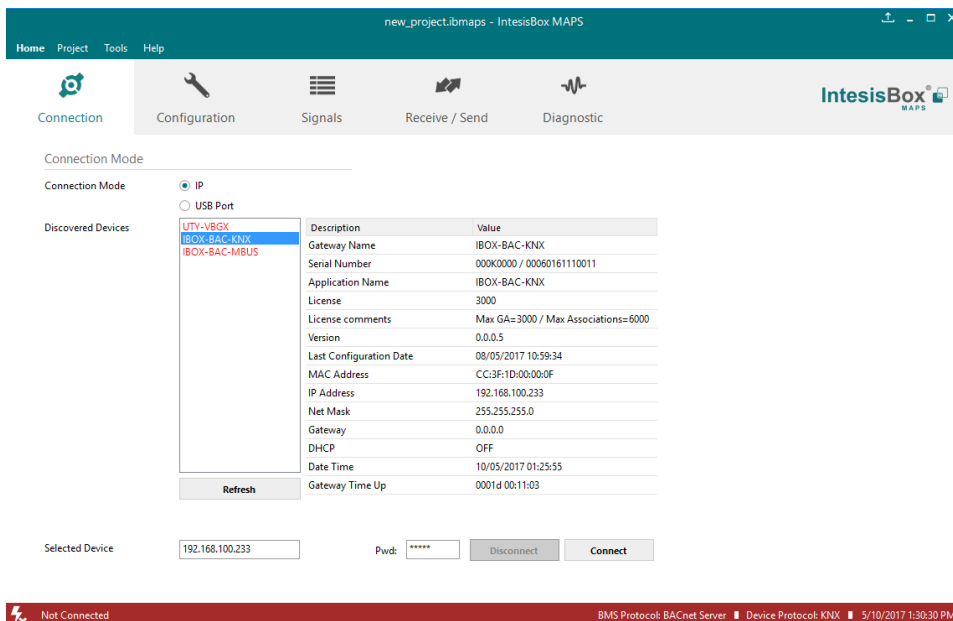 new_project.ibmaps - IntesisBox MAPS
Home Project Tools Help
Connection Configuration Signals Receive / Send Diagnostic
IntesisBox®
MAPS
Connection Mode
Connection Mode IP
USB Port
Discovered Devices
UTY-VBGX
IBOX-BAC-KNX
IBOX-BAC-MBUS
Description Value
Gateway Name IBOX-BAC-KNX
Serial Number 000K0000 / 00060161110011
Application Name IBOX-BAC-KNX
License 3000
License comments Max GA=3000 / Max Associations=6000
Version 0.0.0.5
Last Configuration Date 08/05/2017 10:59:34
MAC Address CC:3F:1D:00:00:0F
IP Address 192.168.100.233
Net Mask 255.255.255.0
Gateway 0.0.0.0
DHCP OFF
Date Time 10/05/2017 01:25:55
Gateway Time Up 0001d 00:11:03
Refresh
Selected Device 192.168.100.233 Pwd: ***** Disconnect Connect
Not Connected BMS Protocol: BACnet Server Device Protocol: KNX 5/10/2017 1:30:30 PM